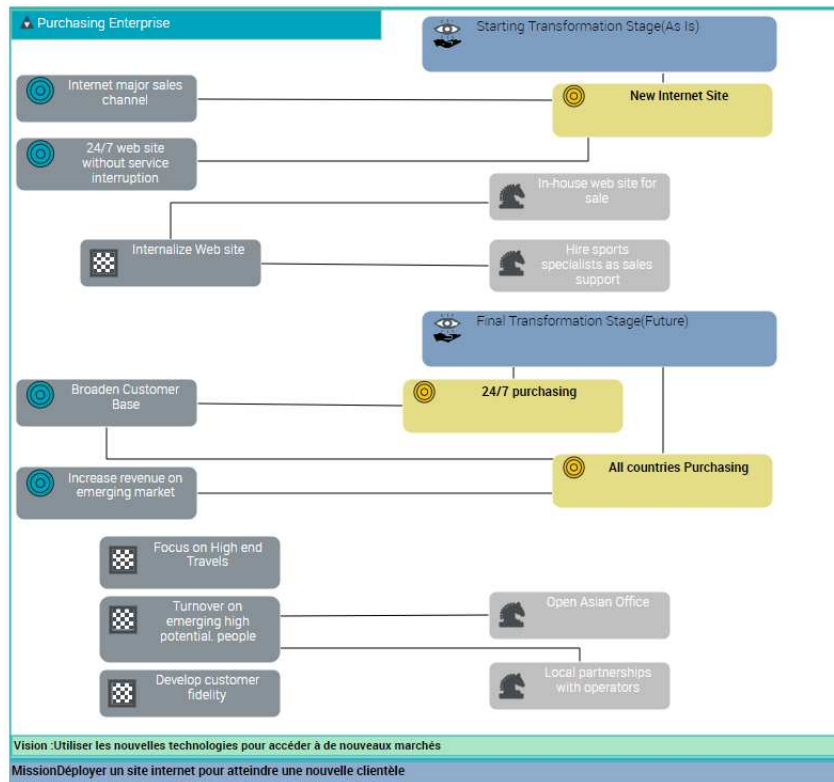 Purchasing Enterprise
Starting Transformation Stage(As Is)
Internet major sales
channel
New Internet Site
24/7 web site
without service
interruption
In-house web site for
sale
Internalize Web site
Hire sports
specialists as sales
support
Final Transformation Stage(Future)
Broaden Customer
Base
24/7 purchasing
All countries Purchasing
Increase revenue on
emerging market
Focus on High end
Travels
Turnover on
emerging high
potential, people
Open Asian Office
Develop customer
fidelity
Local partnerships
with operators
Vision :Utiliser les nouvelles technologies pour accéder à de nouveaux marchés
MissionDéployer un site internet pour atteindre une nouvelle clientèle